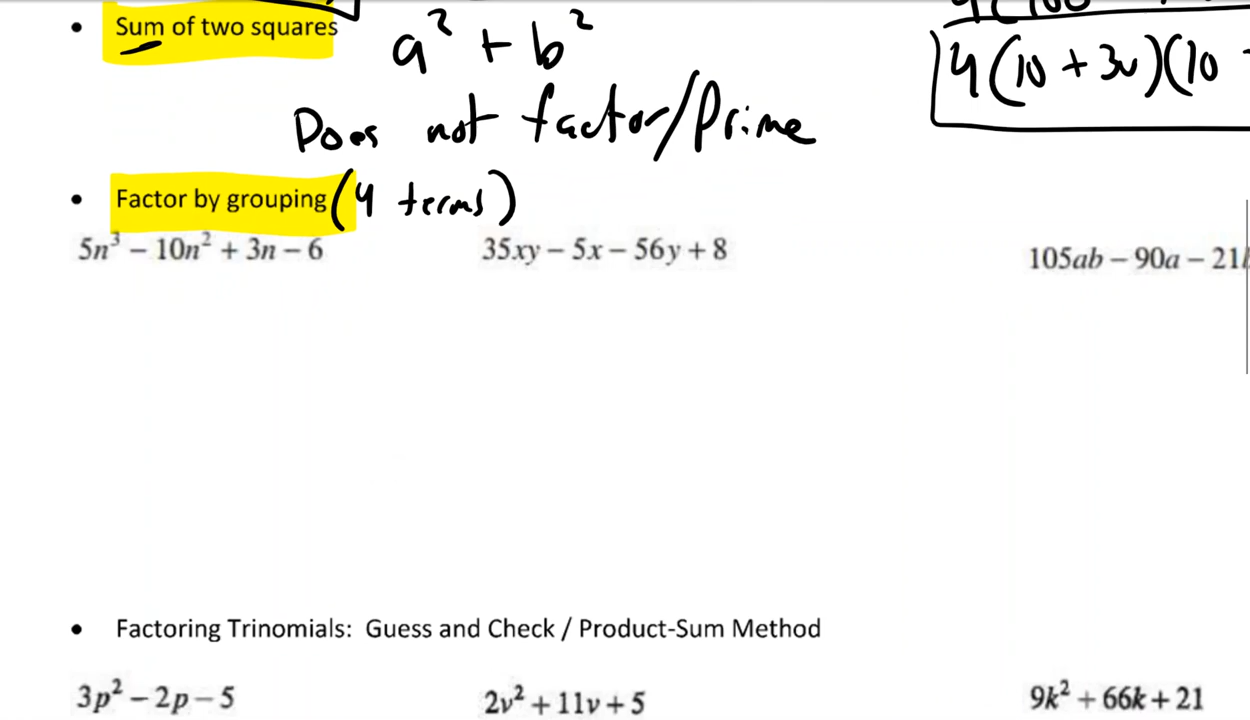 • Sum of two squares a² + b²
4(10 + 3v)(10
Does not factor/Prime
• Factor by grouping (4 terms)
5n³ − 10n² + 3n − 6 35xy − 5x − 56y + 8 105ab − 90a − 21
• Factoring Trinomials: Guess and Check / Product-Sum Method
3p² − 2p − 5 2v² + 11v + 5 9k² + 66k + 21